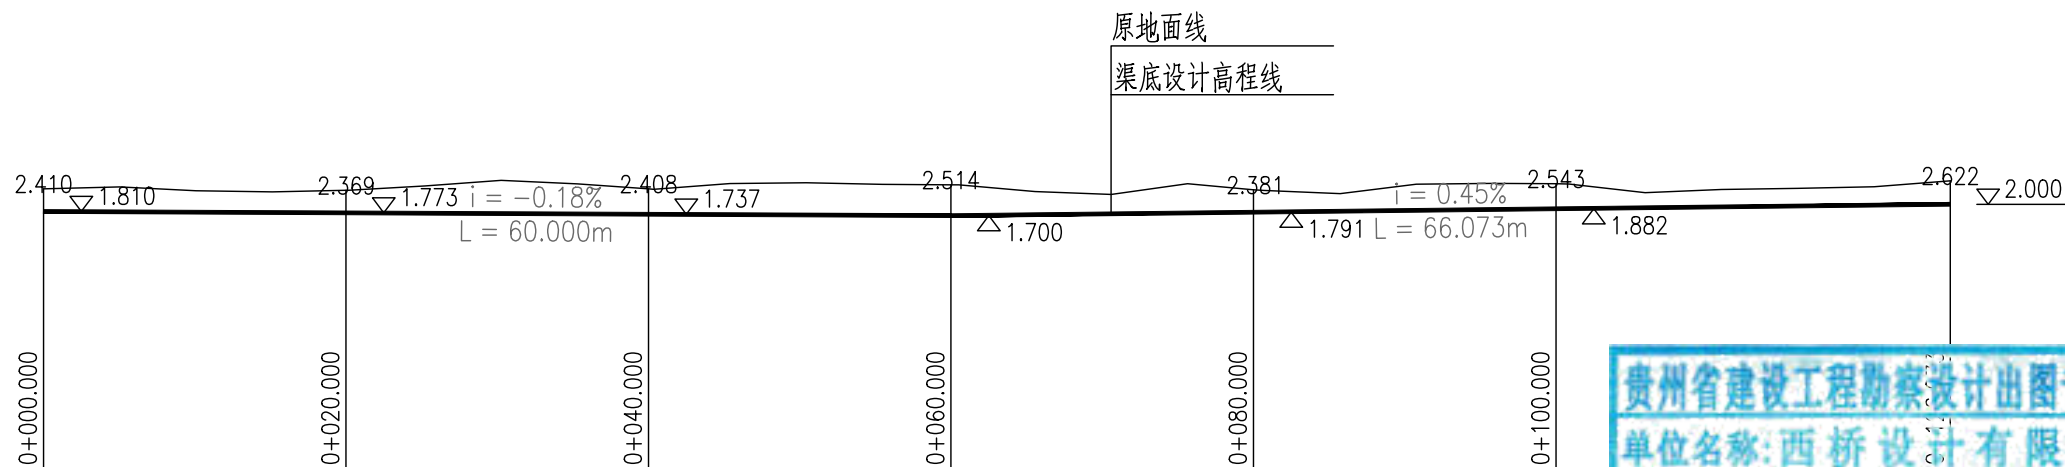 原地面线
渠底设计高程线
2.410
1.810
2.369
1.773
i = -0.18%
L = 60.000m
2.408
1.737
2.514
1.700
2.381
1.791
i = 0.45%
L = 66.073m
2.543
1.882
2.622
2.000
0+000.000
0+020.000
0+040.000
0+060.000
0+080.000
0+100.000
贵州省建设工程勘察设计出图
单位名称:西桥设计有限